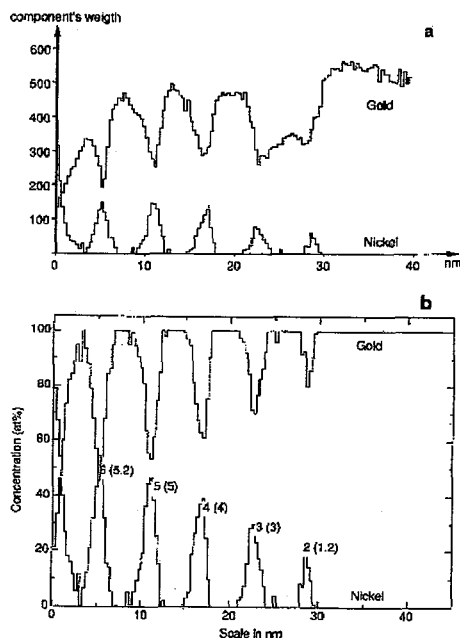 component's weigth
a
600
500
400
300
200
100
Gold
Nickel
0
10
20
30
40
nm
b
Concentration (at%)
100
80
60
40
20
0
Gold
6 (5.2)
5 (5)
4 (4)
3 (3)
2 (1.2)
Nickel
0
10
20
30
40
Scale in nm